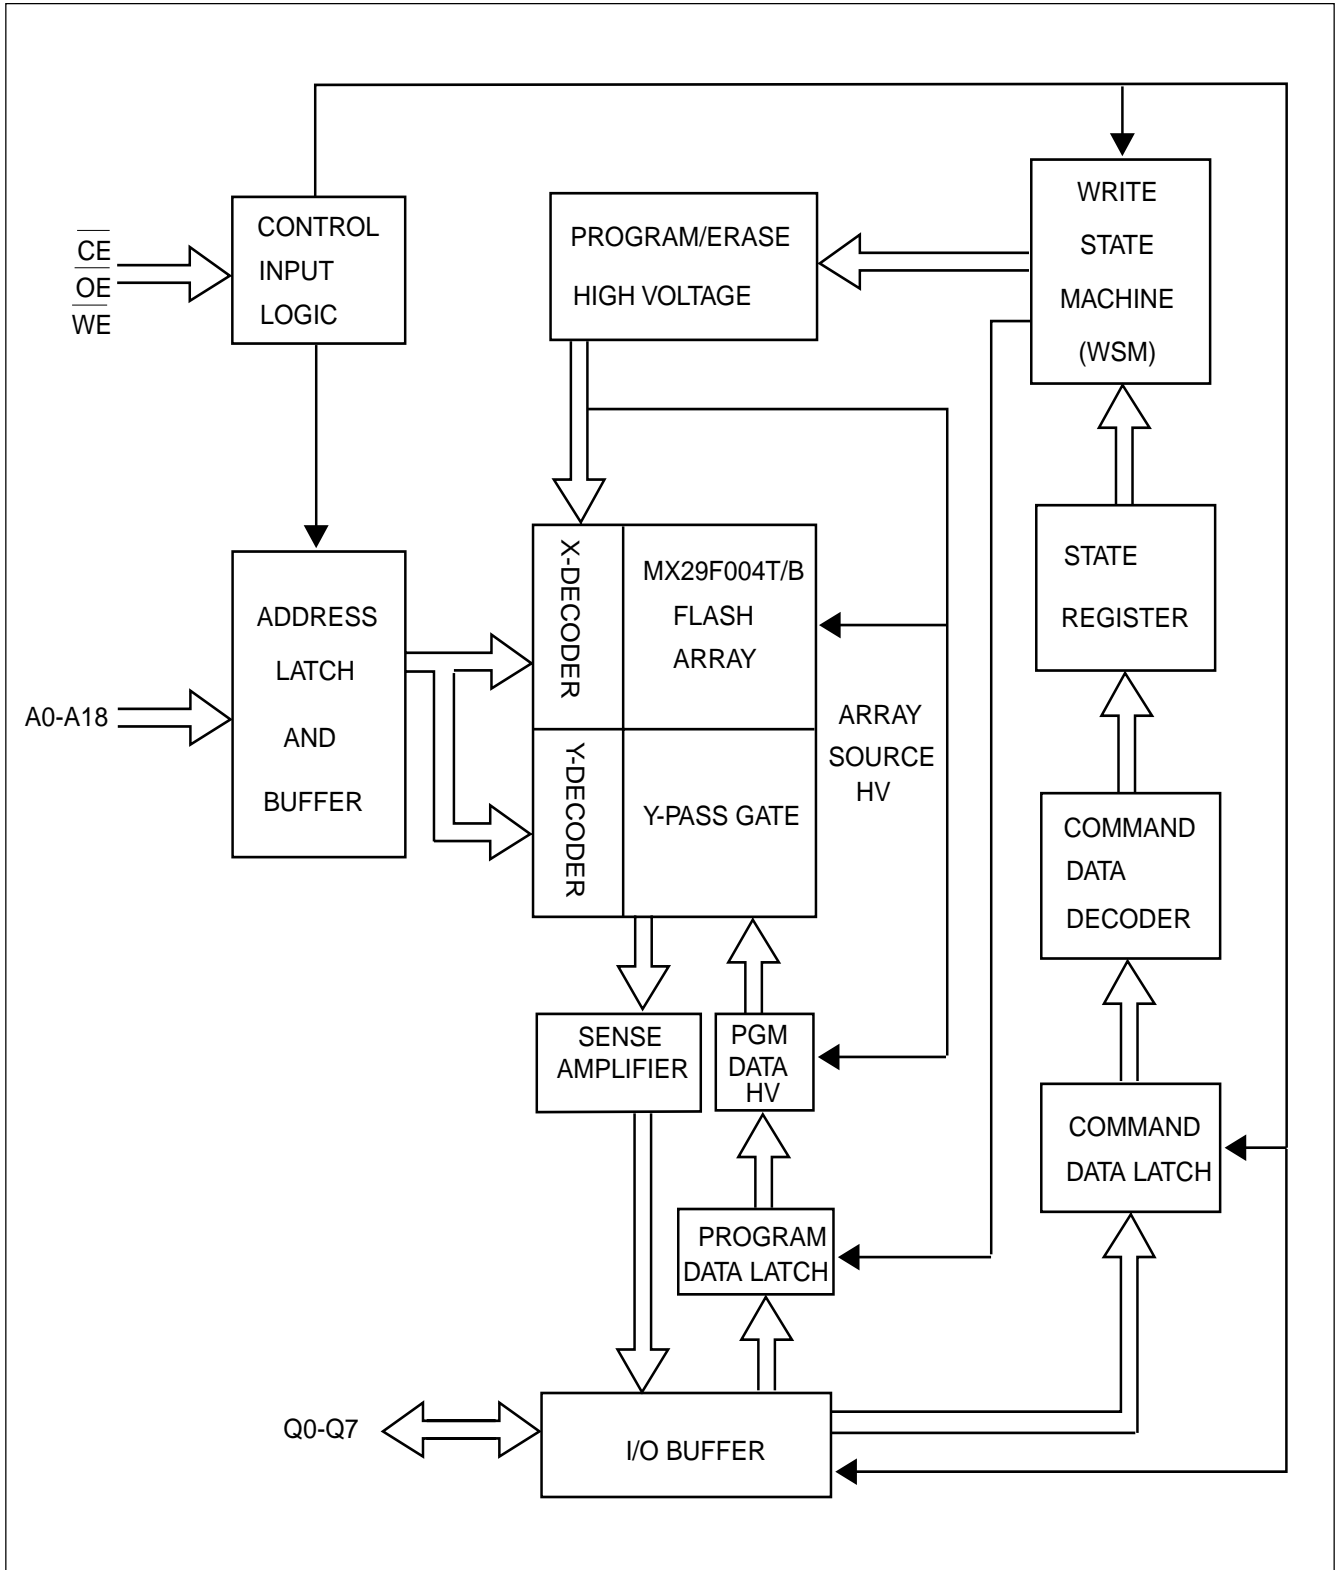 CE
OE
WE
CONTROL
INPUT
LOGIC
PROGRAM/ERASE
HIGH VOLTAGE
WRITE
STATE
MACHINE
(WSM)
STATE
REGISTER
A0-A18
ADDRESS
LATCH
AND
BUFFER
X-DECODER
MX29F004T/B
FLASH
ARRAY
Y-DECODER
Y-PASS GATE
ARRAY
SOURCE
HV
COMMAND
DATA
DECODER
SENSE
AMPLIFIER
PGM
DATA
HV
COMMAND
DATA LATCH
PROGRAM
DATA LATCH
Q0-Q7
I/O BUFFER